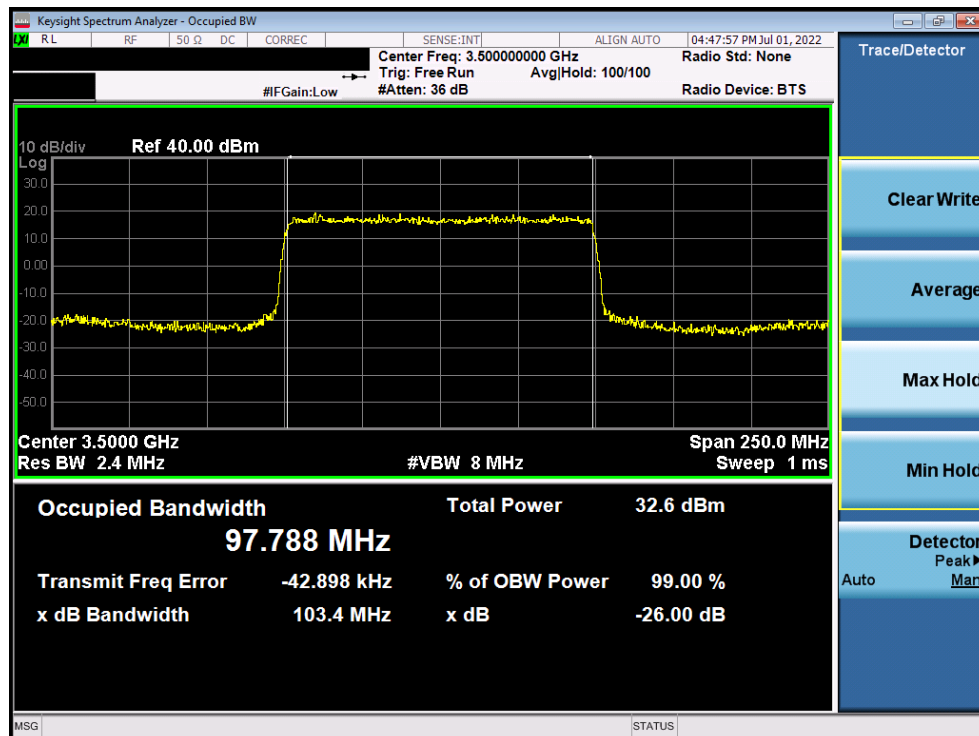 Keysight Spectrum Analyzer - Occupied BW
LXI RL RF 50 Ω DC CORREC SENSE:INT ALIGN AUTO 04:47:57 PM Jul 01, 2022
Center Freq: 3.500000000 GHz Radio Std: None
Trig: Free Run Avg|Hold: 100/100
#IFGain:Low #Atten: 36 dB Radio Device: BTS
10 dB/div Ref 40.00 dBm
Log
30.0
20.0
10.0
0.00
-10.0
-20.0
-30.0
-40.0
-50.0
Center 3.5000 GHz Span 250.0 MHz
Res BW 2.4 MHz #VBW 8 MHz Sweep 1 ms
Occupied Bandwidth Total Power 32.6 dBm
97.788 MHz
Transmit Freq Error -42.898 kHz % of OBW Power 99.00 %
x dB Bandwidth 103.4 MHz x dB -26.00 dB
MSG STATUS
Trace/Detector
Clear Write
Average
Max Hold
Min Hold
Detector
Peak
Auto Man